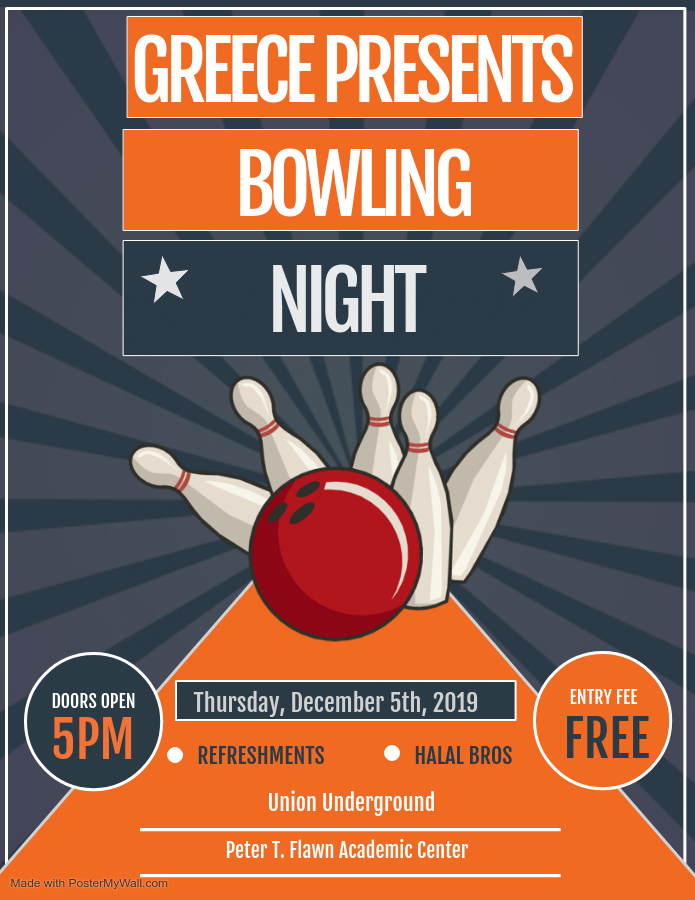 GREECE PRESENTS
BOWLING
NIGHT
DOORS OPEN
5PM
Thursday, December 5th, 2019
ENTRY FEE
FREE
REFRESHMENTS
HALAL BROS
Union Underground
Peter T. Flawn Academic Center
Made with PosterMyWall.com